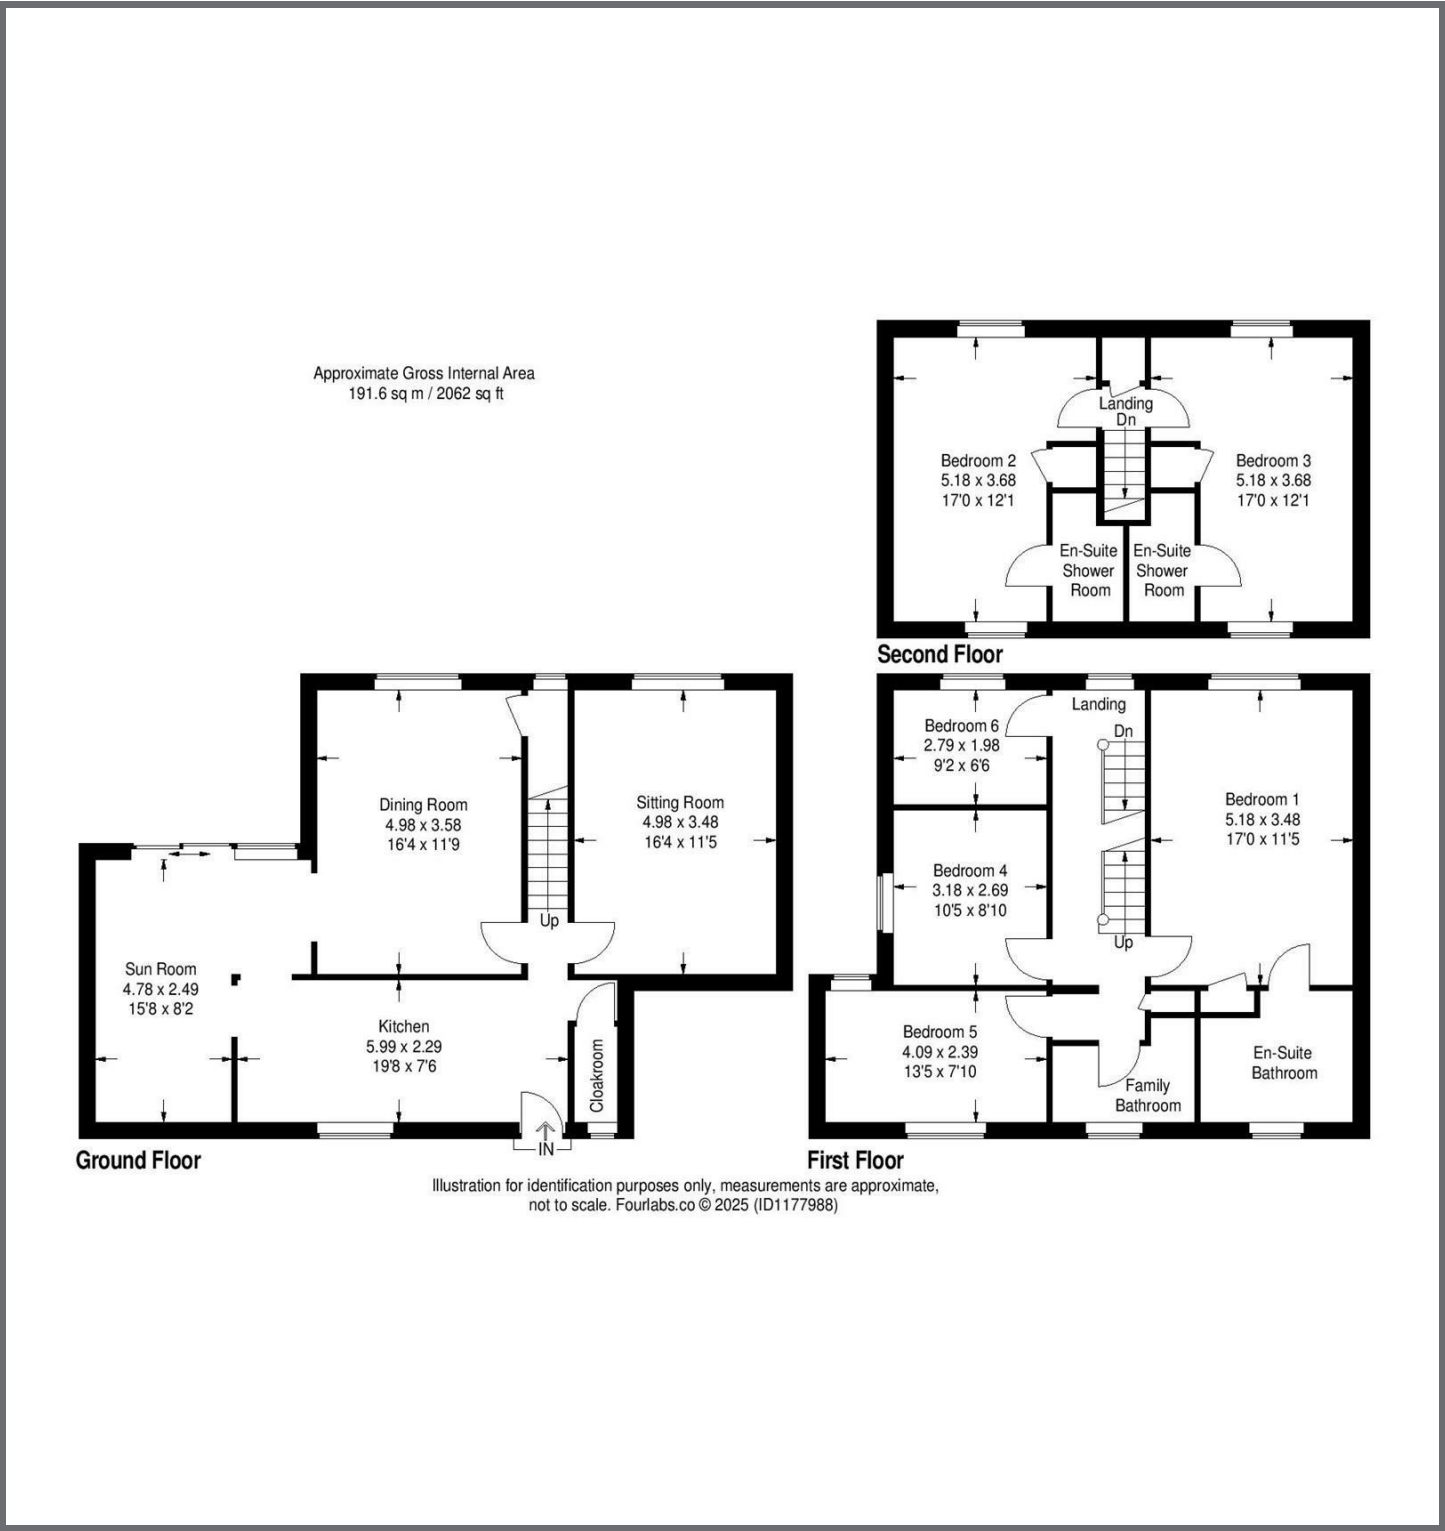 Approximate Gross Internal Area
191.6 sq m / 2062 sq ft
Landing
Dn
Bedroom 2
5.18 x 3.68
17'0 x 12'1
Bedroom 3
5.18 x 3.68
17'0 x 12'1
En-Suite
Shower
Room
En-Suite
Shower
Room
Second Floor
Dining Room
4.98 x 3.58
16'4 x 11'9
Sitting Room
4.98 x 3.48
16'4 x 11'5
Up
Sun Room
4.78 x 2.49
15'8 x 8'2
Kitchen
5.99 x 2.29
19'8 x 7'6
Cloakroom
IN
Ground Floor
Bedroom 6
2.79 x 1.98
9'2 x 6'6
Landing
Dn
Bedroom 1
5.18 x 3.48
17'0 x 11'5
Bedroom 4
3.18 x 2.69
10'5 x 8'10
Up
Bedroom 5
4.09 x 2.39
13'5 x 7'10
Family
Bathroom
En-Suite
Bathroom
First Floor
Illustration for identification purposes only, measurements are approximate,
not to scale. Fourlabs.co © 2025 (ID1177988)